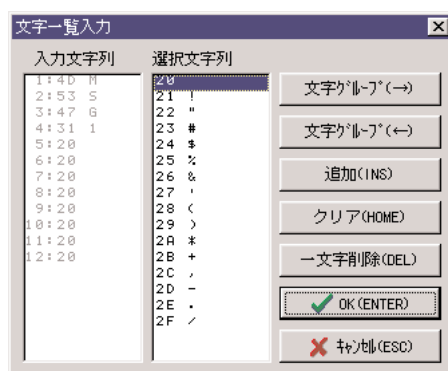 文字一覧入力
入力文字列
1:4D M
2:53 S
3:47 G
4:31 1
5:20
6:20
7:20
8:20
9:20
10:20
11:20
12:20
選択文字列
20
21 !
22 "
23 #
24 $
25 %
26 &
27 '
28 (
29 )
2A *
2B +
2C ,
2D -
2E .
2F /
文字ｸﾞﾙｰﾌﾟ(→)
文字ｸﾞﾙｰﾌﾟ(←)
追加(INS)
クリア(HOME)
一文字削除(DEL)
OK(ENTER)
ｷｬﾝｾﾙ(ESC)